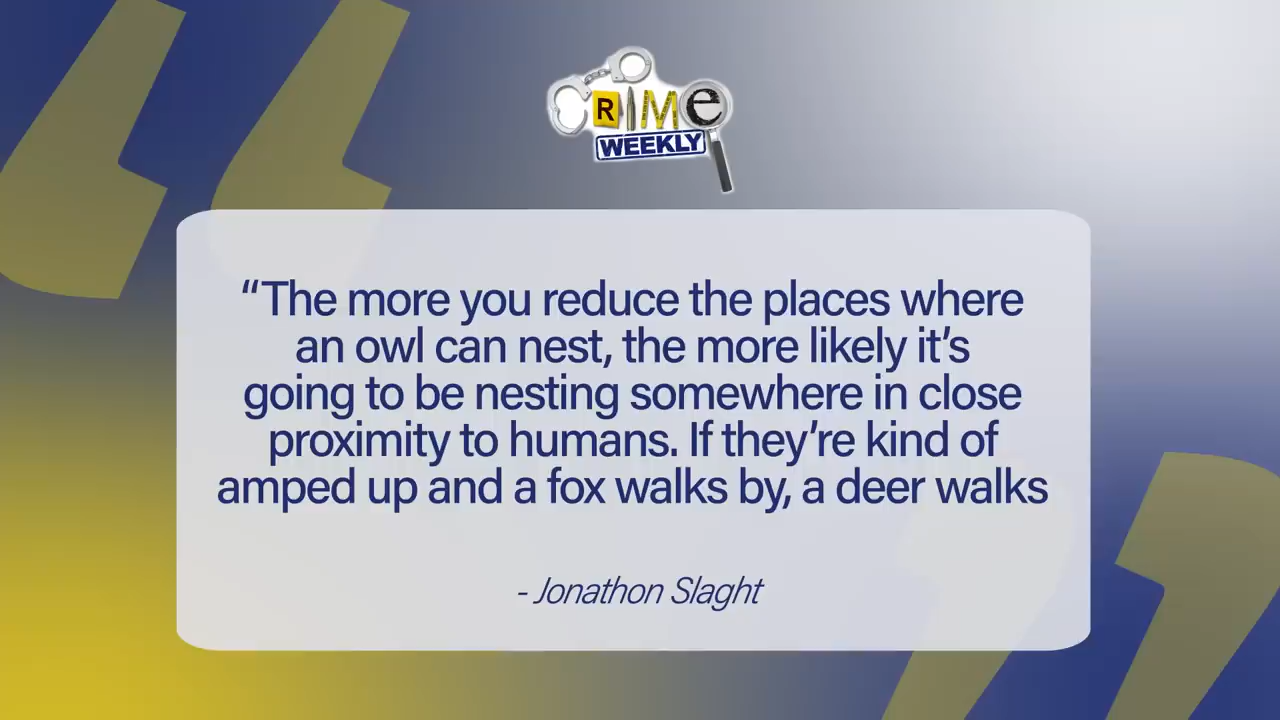 CRIME
WEEKLY
“The more you reduce the places where
an owl can nest, the more likely it’s
going to be nesting somewhere in close
proximity to humans. If they’re kind of
amped up and a fox walks by, a deer walks
- Jonathon Slaght